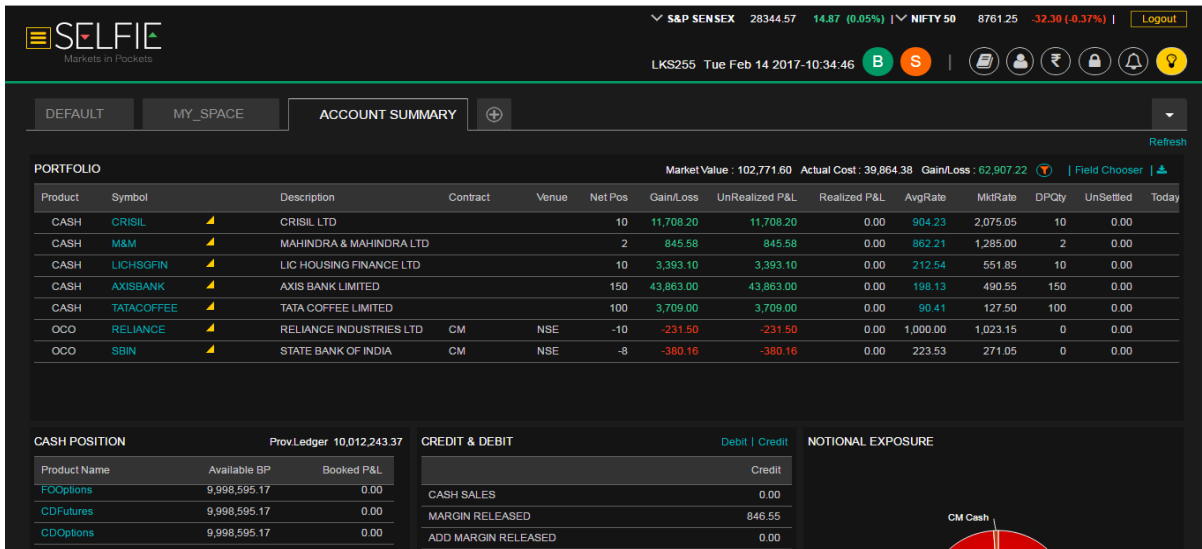 S&P SENSEX 28344.57 14.87 (0.05%) | NIFTY 50 8761.25 -32.30 (-0.37%) | Logout
SELFIE
Markets in Pockets
LKS255 Tue Feb 14 2017-10:34:46 B S | ₹
DEFAULT MY_SPACE ACCOUNT SUMMARY
Refresh
PORTFOLIO Market Value : 102,771.60 Actual Cost : 39,864.38 Gain/Loss : 62,907.22 | Field Chooser |
Product Symbol Description Contract Venue Net Pos Gain/Loss UnRealized P&L Realized P&L AvgRate MktRate DPQty UnSettled Today
CASH CRISIL CRISIL LTD 10 11,708.20 11,708.20 0.00 904.23 2,075.05 10 0.00
CASH M&M MAHINDRA & MAHINDRA LTD 2 845.58 845.58 0.00 862.21 1,285.00 2 0.00
CASH LICHSGFIN LIC HOUSING FINANCE LTD 10 3,393.10 3,393.10 0.00 212.54 551.85 10 0.00
CASH AXISBANK AXIS BANK LIMITED 150 43,863.00 43,863.00 0.00 198.13 490.55 150 0.00
CASH TATACOFFEE TATA COFFEE LIMITED 100 3,709.00 3,709.00 0.00 90.41 127.50 100 0.00
OCO RELIANCE RELIANCE INDUSTRIES LTD CM NSE -10 -231.50 -231.50 0.00 1,000.00 1,023.15 0 0.00
OCO SBIN STATE BANK OF INDIA CM NSE -8 -380.16 -380.16 0.00 223.53 271.05 0 0.00
CASH POSITION Prov.Ledger 10,012,243.37
Product Name Available BP Booked P&L
FOOptions 9,998,595.17 0.00
CDFutures 9,998,595.17 0.00
CDOptions 9,998,595.17 0.00
CREDIT & DEBIT Debit | Credit
Credit
CASH SALES 0.00
MARGIN RELEASED 846.55
ADD MARGIN RELEASED 0.00
NOTIONAL EXPOSURE
CM Cash